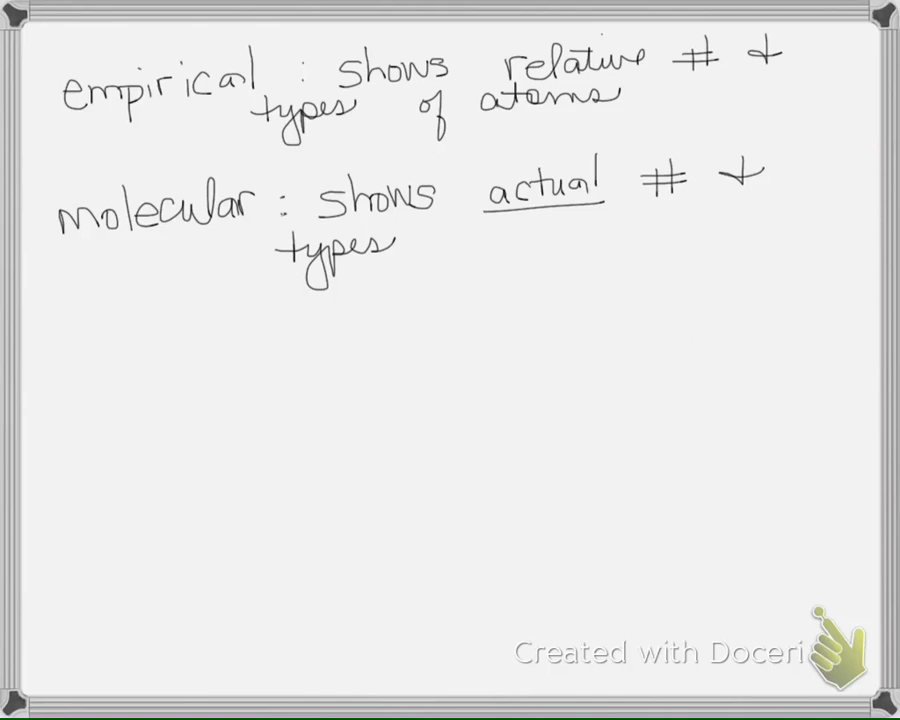 empirical : shows relative # +
types of atoms
molecular : shows actual # +
types
Created with Doceri